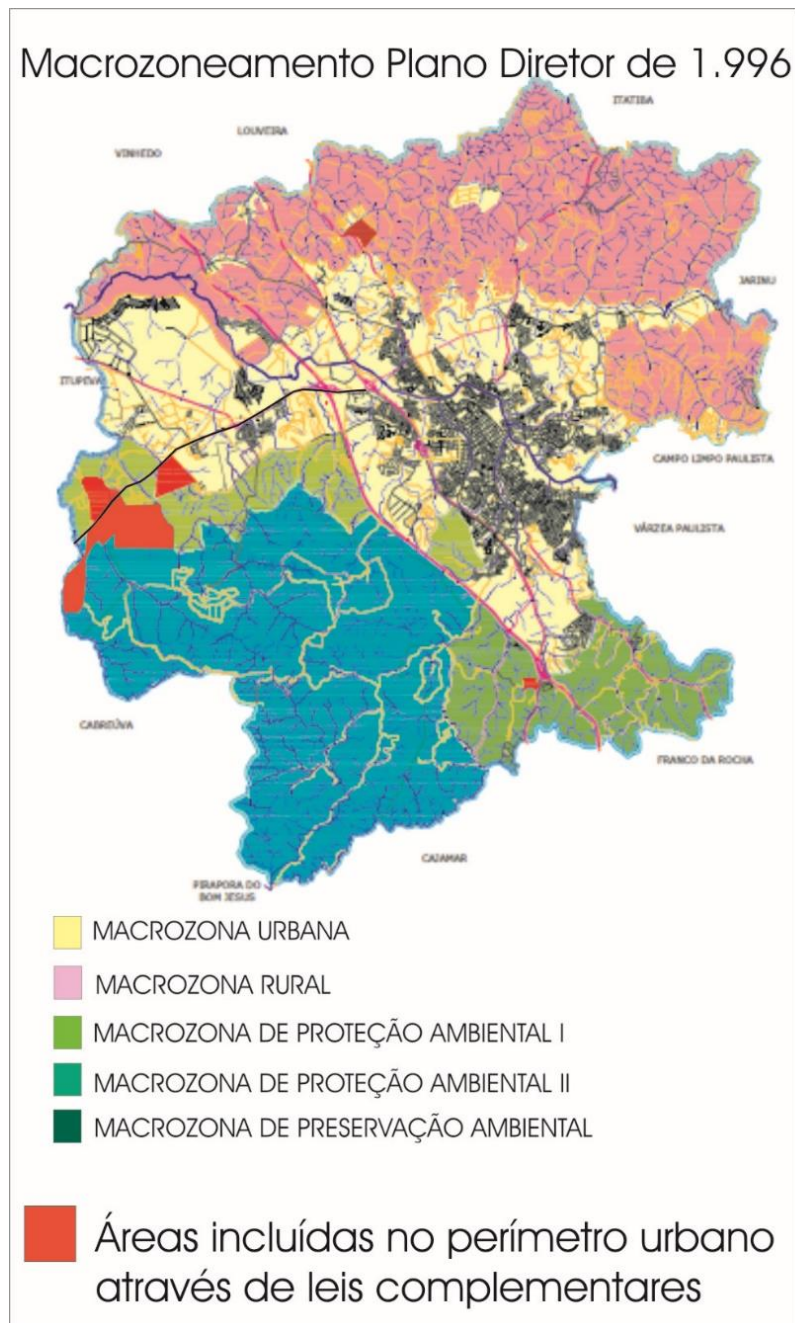 Macrozoneamento Plano Diretor de 1.996
ITATIBA
LOUVEIRA
VINHEDO
JARINU
ITUPEVA
CAMPO LIMPO PAULISTA
VÁRZEA PAULISTA
CABREÚVA
FRANCO DA ROCHA
CAJAMAR
PIRAPORA DO
BOM JESUS
MACROZONA URBANA
MACROZONA RURAL
MACROZONA DE PROTEÇÃO AMBIENTAL I
MACROZONA DE PROTEÇÃO AMBIENTAL II
MACROZONA DE PRESERVAÇÃO AMBIENTAL
Áreas incluídas no perímetro urbano
através de leis complementares